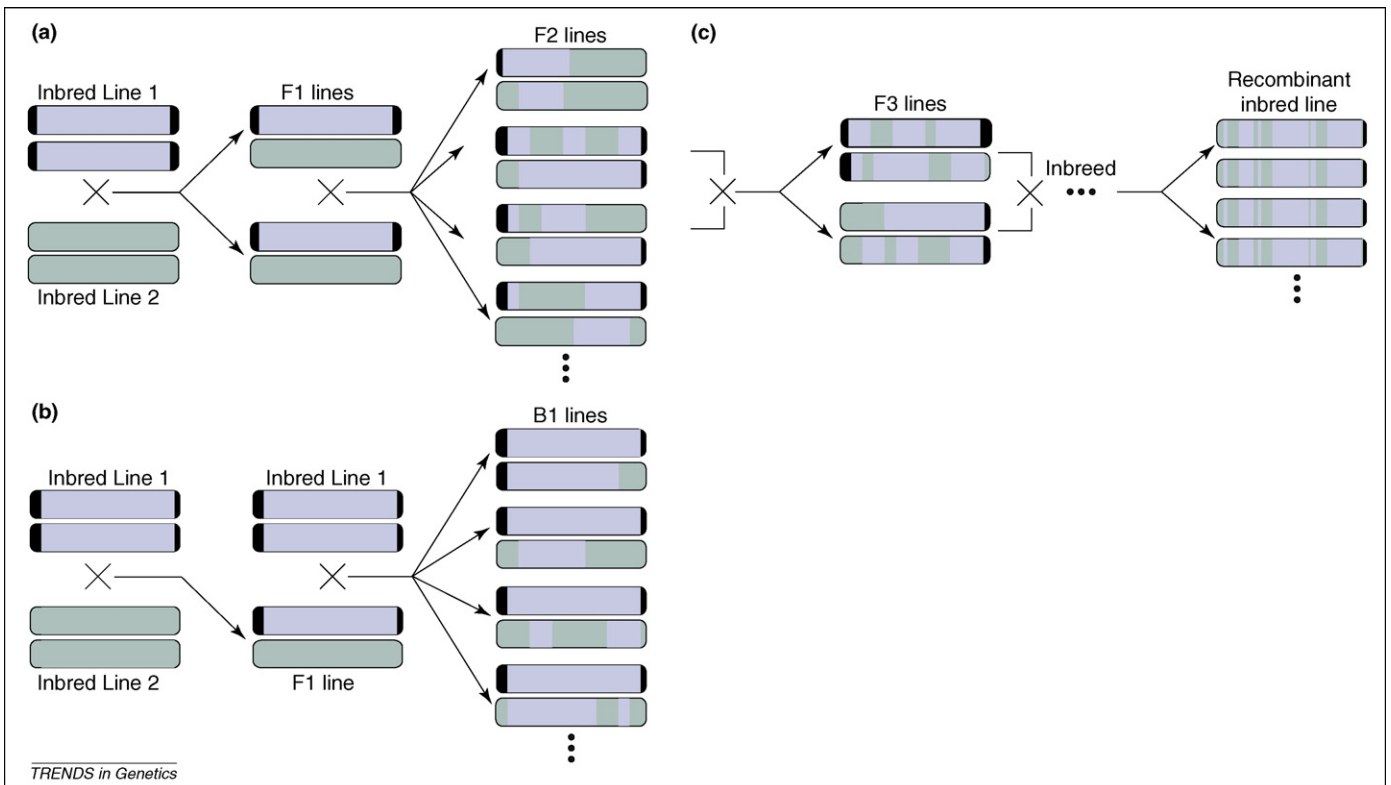 (a)
F2 lines
Inbred Line 1
F1 lines
Inbred Line 2
(b)
B1 lines
Inbred Line 1
Inbred Line 1
Inbred Line 2
F1 line
(c)
F3 lines
Recombinant
inbred line
Inbreed
TRENDS in Genetics